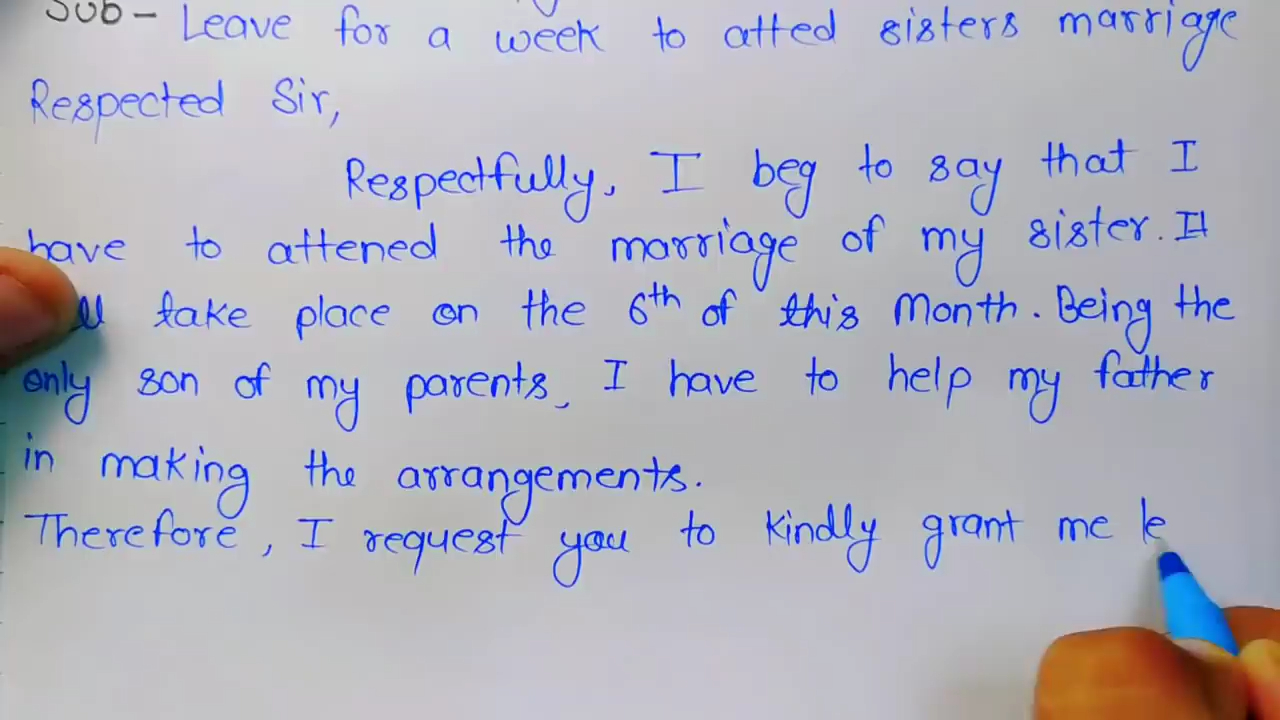 Sub- Leave for a week to atted sisters marriage
Respected Sir,
Respectfully, I beg to say that I
have to attened the marriage of my sister. It
take place on the 6th of this Month. Being the
only son of my parents, I have to help my father
in making the arrangements.
Therefore, I request you to kindly grant me le